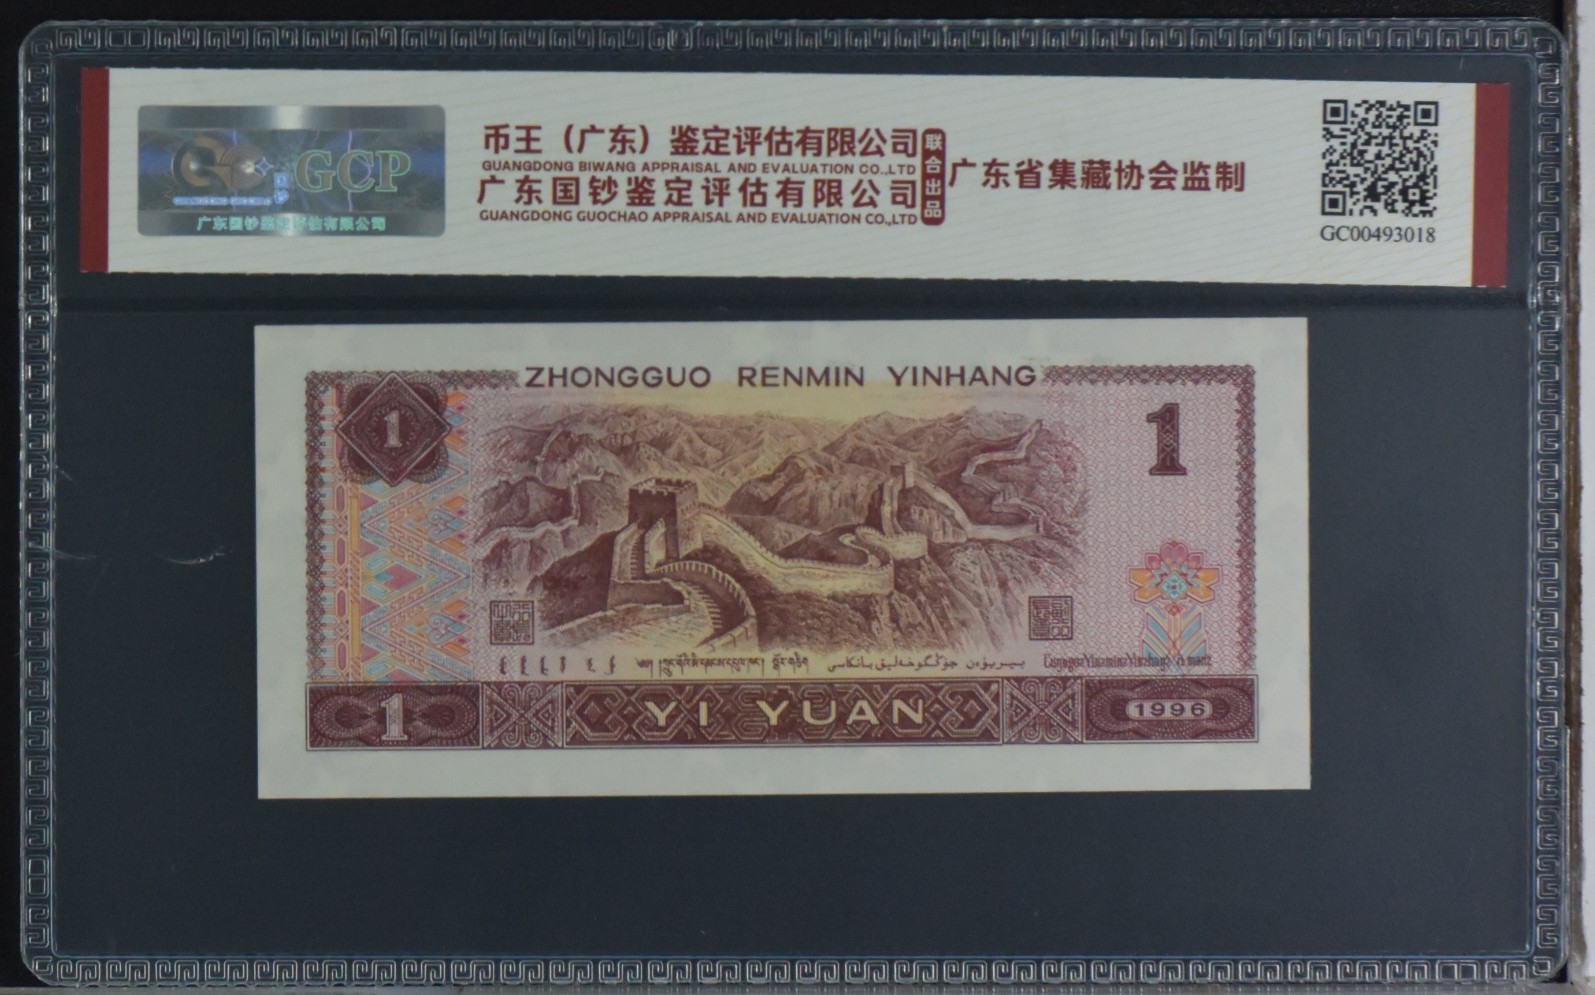 GCP
广东国钞鉴定评估有限公司
币王（广东）鉴定评估有限公司
GUANGDONG BIWANG APPRAISAL AND EVALUATION CO.,LTD
广东国钞鉴定评估有限公司
GUANGDONG GUOCHAO APPRAISAL AND EVALUATION CO.,LTD
联合出品
广东省集藏协会监制
GC00493018
ZHONGGUO RENMIN YINHANG
1
1
1
YI YUAN
1996